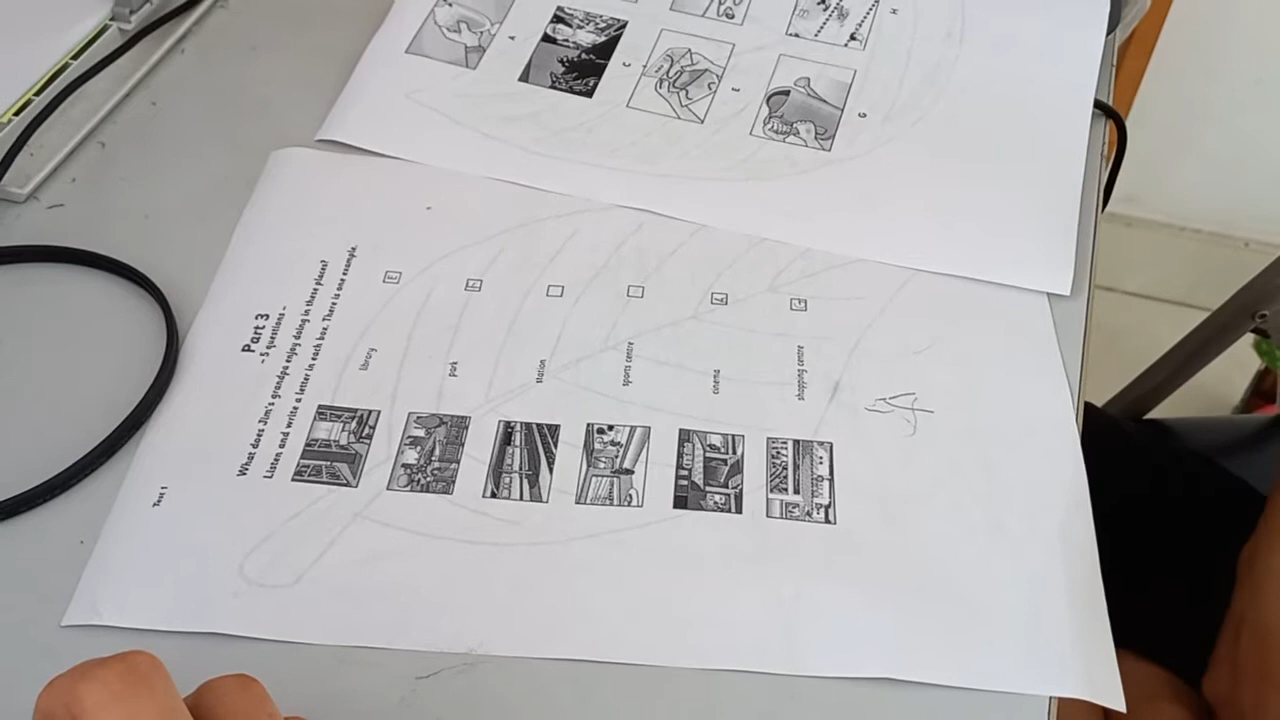 A
C
E
G
H
Test 1
Part 3
– 5 questions –
What does Jim's grandpa enjoy doing in these places?
Listen and write a letter in each box. There is one example.
library E
park
station
sports centre
cinema A
shopping centre G